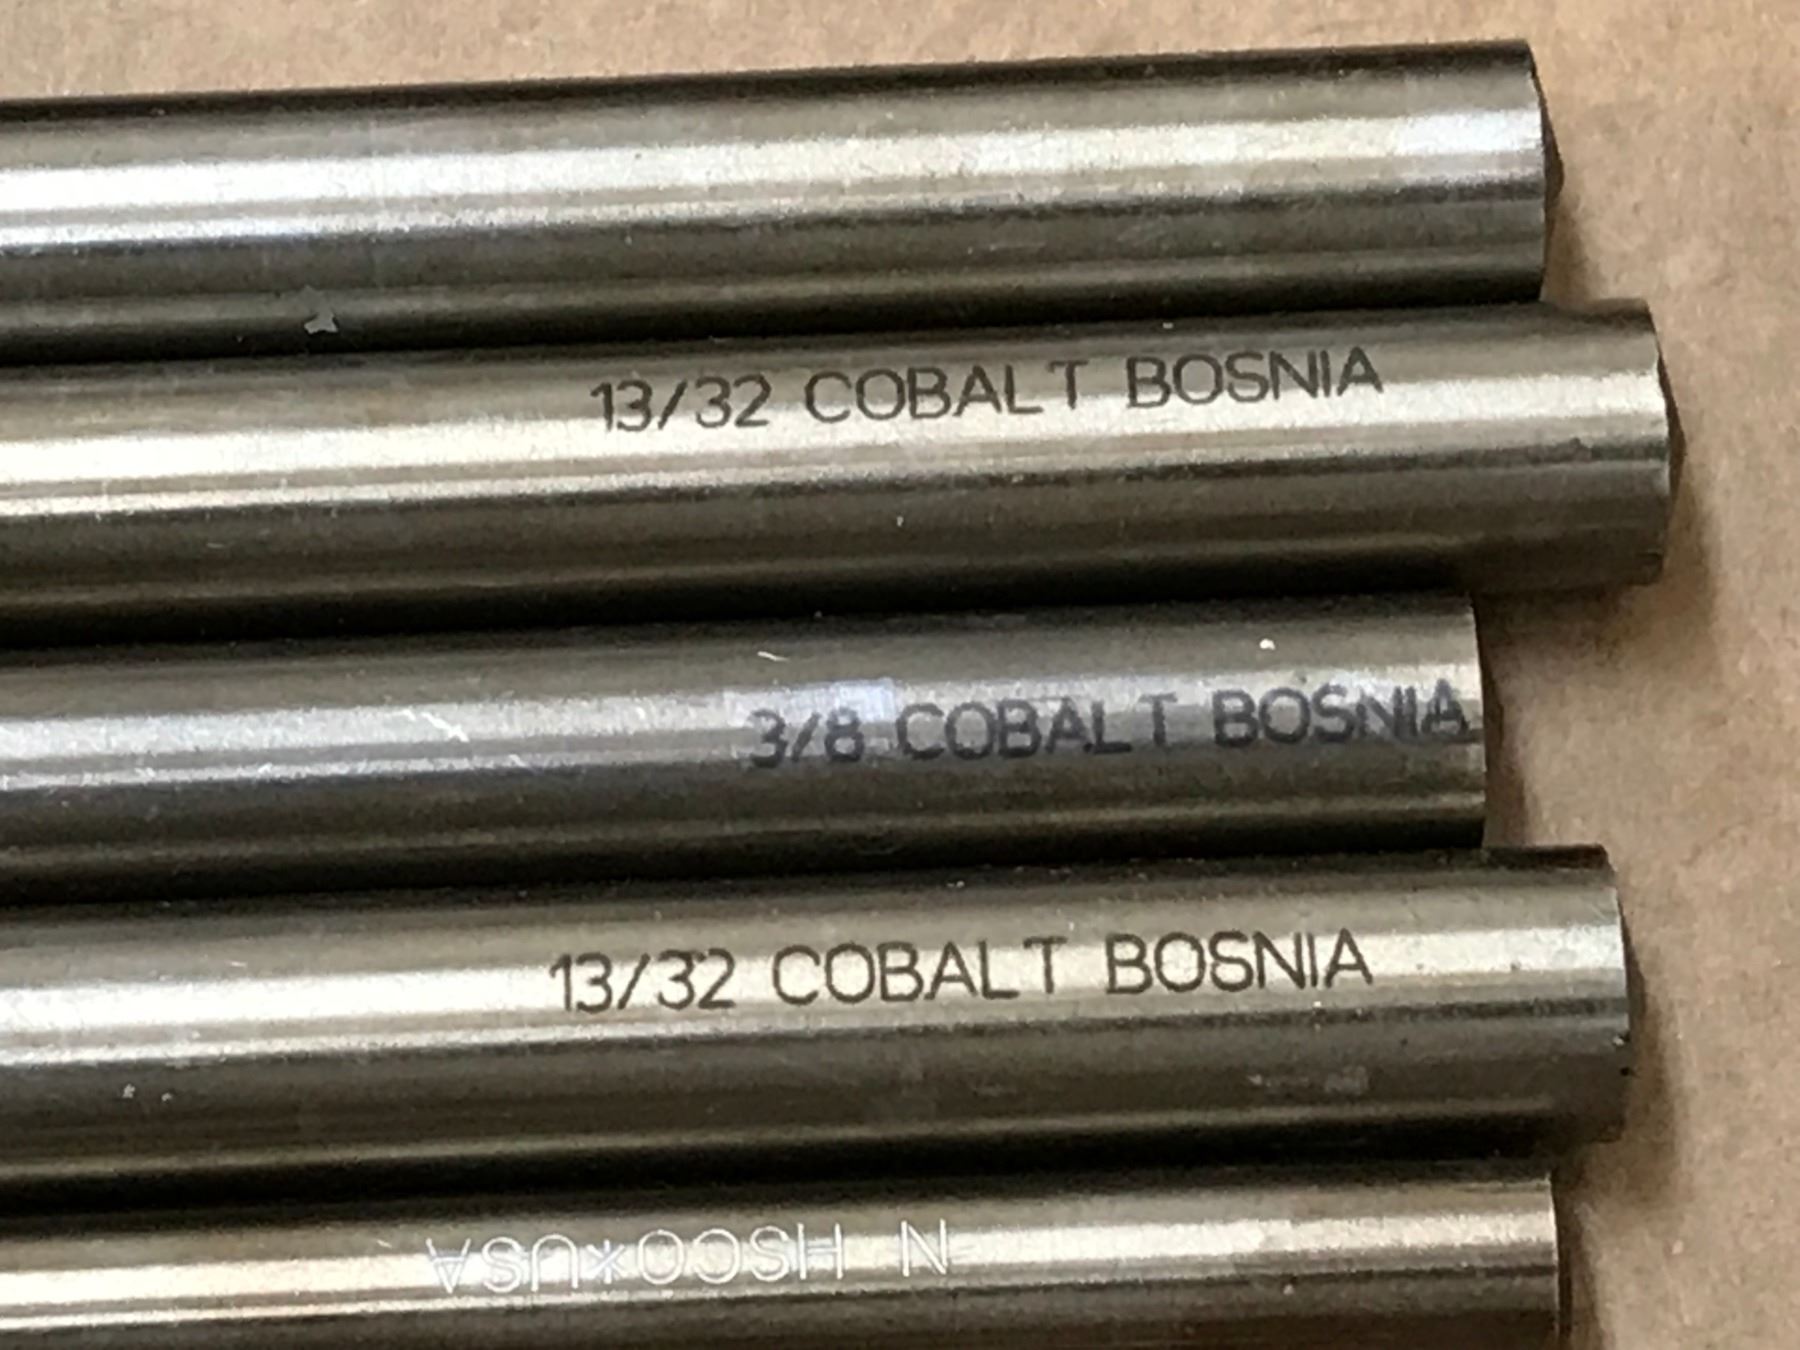 13/32 COBALT BOSNIA
3/8 COBALT BOSNIA
13/32 COBALT BOSNIA
N HSCO*USA